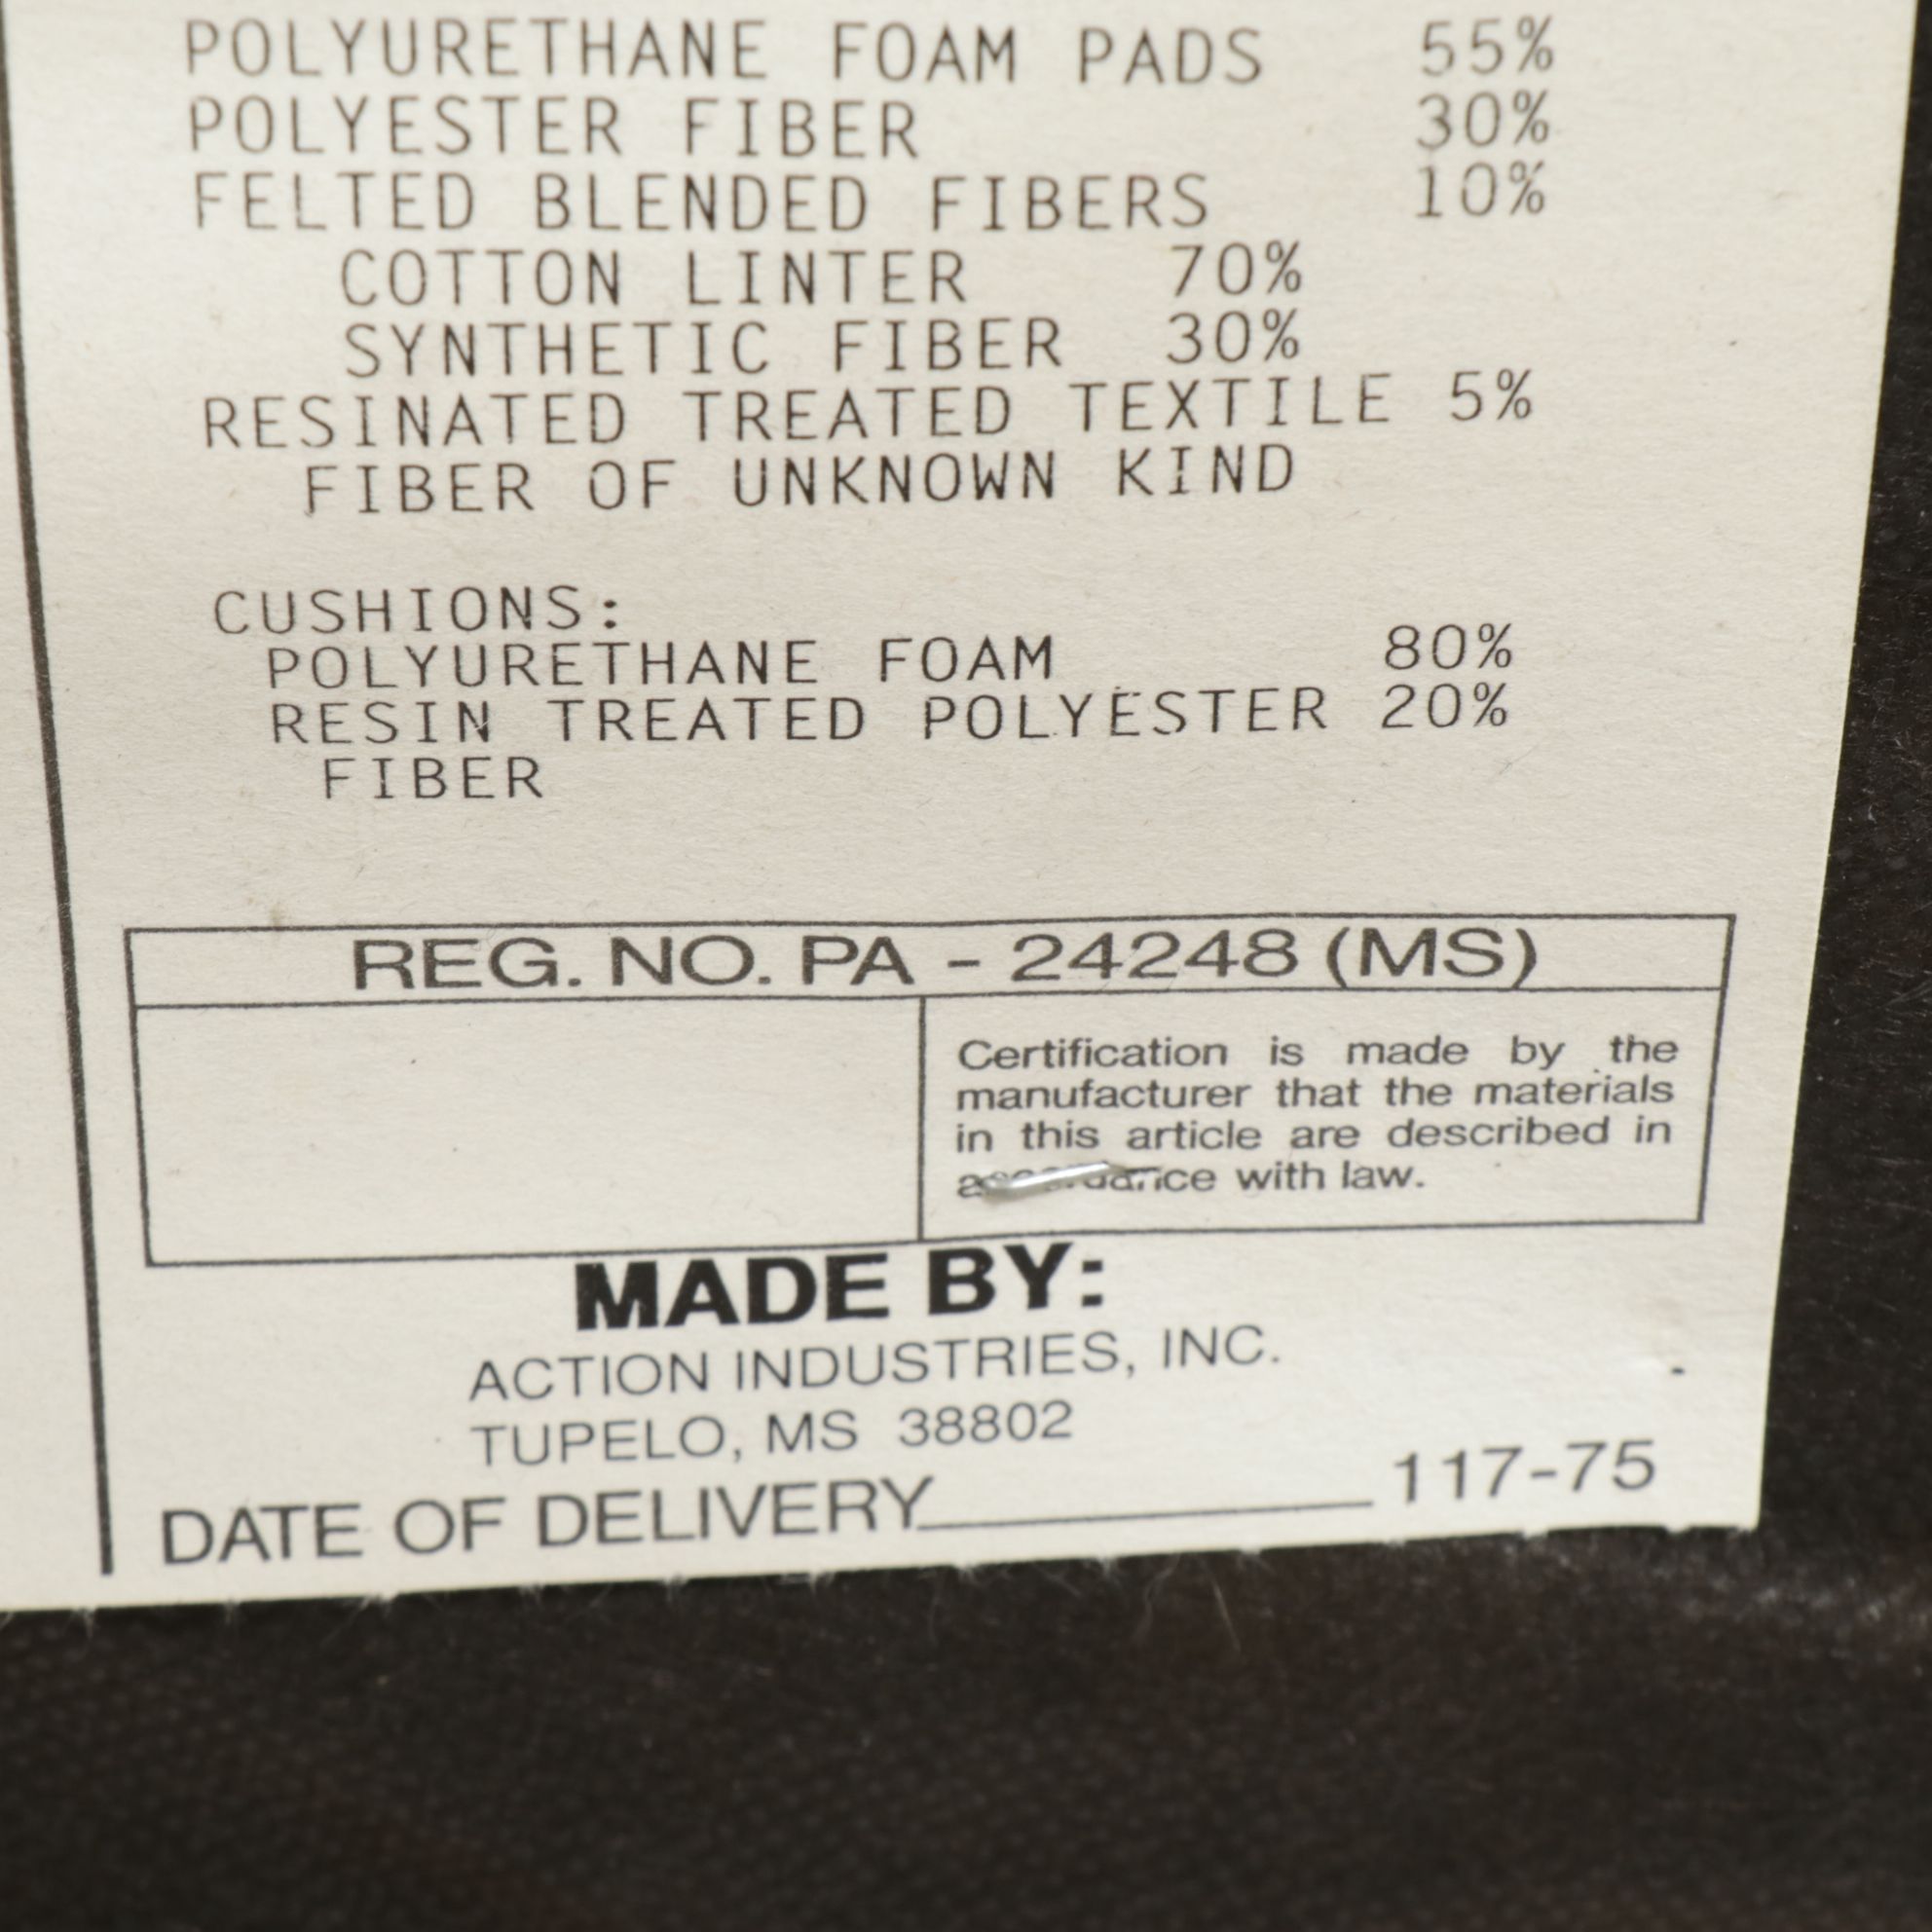 POLYURETHANE FOAM PADS 55%
POLYESTER FIBER 30%
FELTED BLENDED FIBERS 10%
COTTON LINTER 70%
SYNTHETIC FIBER 30%
RESINATED TREATED TEXTILE 5%
FIBER OF UNKNOWN KIND
CUSHIONS:
POLYURETHANE FOAM 80%
RESIN TREATED POLYESTER 20%
FIBER
REG. NO. PA - 24248 (MS)
Certification is made by the
manufacturer that the materials
in this article are described in
accordance with law.
MADE BY:
ACTION INDUSTRIES, INC.
TUPELO, MS 38802
DATE OF DELIVERY 117-75